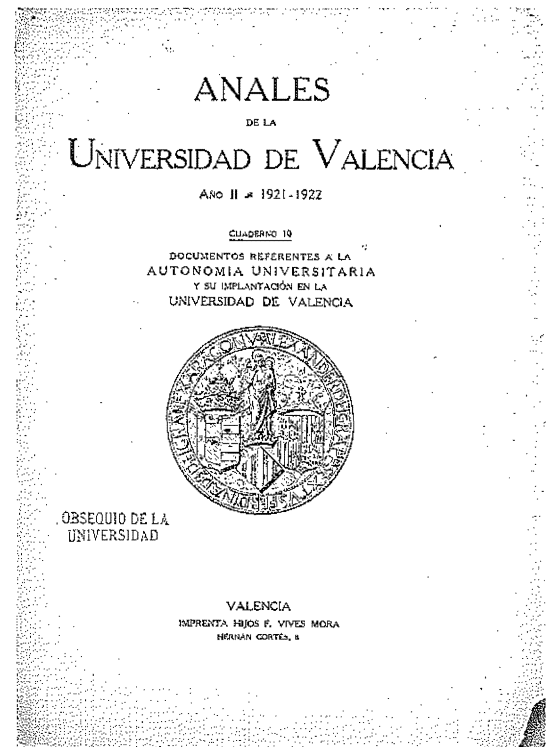 ANALES
DE LA
UNIVERSIDAD DE VALENCIA
AÑO II - 1921-1922
CUADERNO 10
DOCUMENTOS REFERENTES A LA
AUTONOMIA UNIVERSITARIA
Y SU IMPLANTACIÓN EN LA
UNIVERSIDAD DE VALENCIA
OBSEQUIO DE LA
UNIVERSIDAD
VALENCIA
IMPRENTA HIJOS F. VIVES MORA
HERNÁN CORTÉS, 8